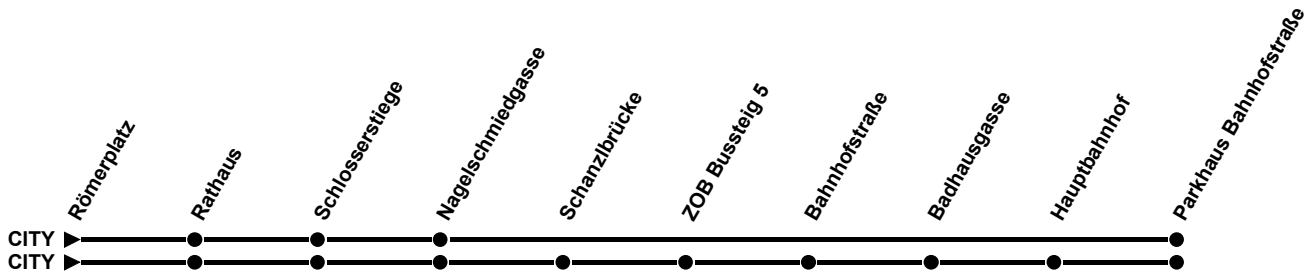 Römerplatz
Rathaus
Schlosserstiege
Nagelschmiedgasse
Schanzlbrücke
ZOB Bussteig 5
Bahnhofstraße
Badhausgasse
Hauptbahnhof
Parkhaus Bahnhofstraße
CITY
CITY